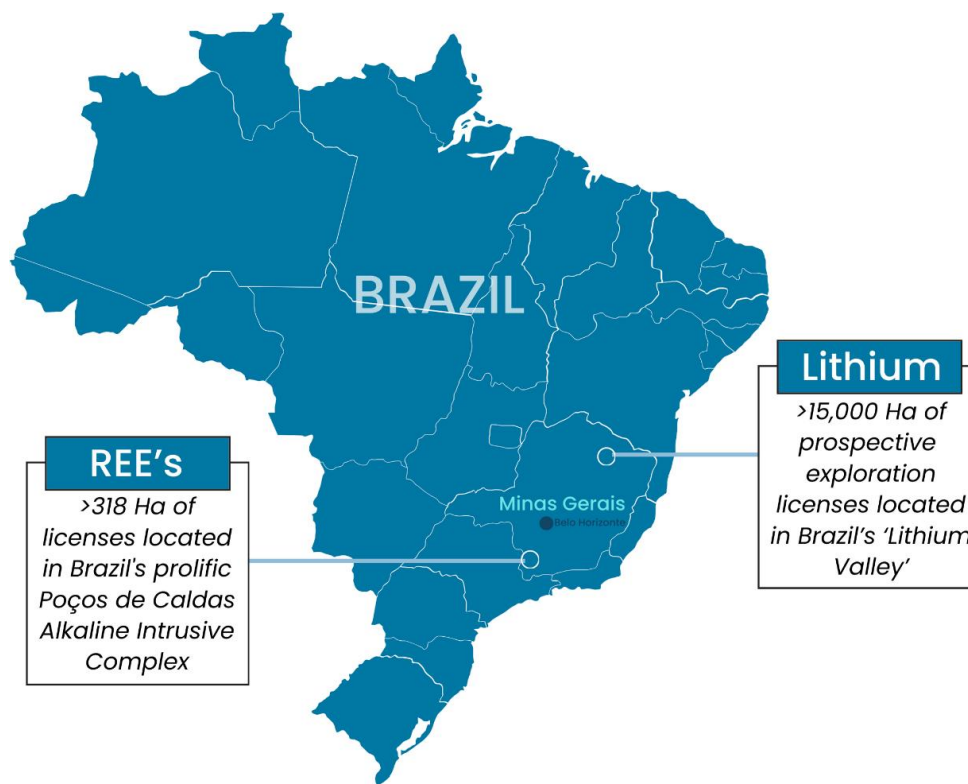 BRAZIL
Lithium
>15,000 Ha of
prospective
exploration
licenses located
in Brazil's 'Lithium
Valley'
REE's
>318 Ha of
licenses located
in Brazil's prolific
Poços de Caldas
Alkaline Intrusive
Complex
Minas Gerais
Belo Horizonte